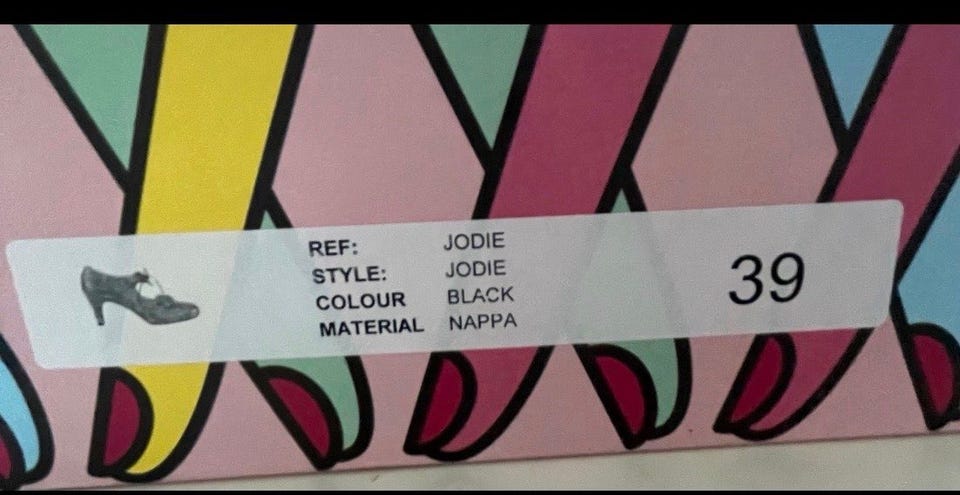 REF: JODIE
STYLE: JODIE
COLOUR BLACK
MATERIAL NAPPA
39